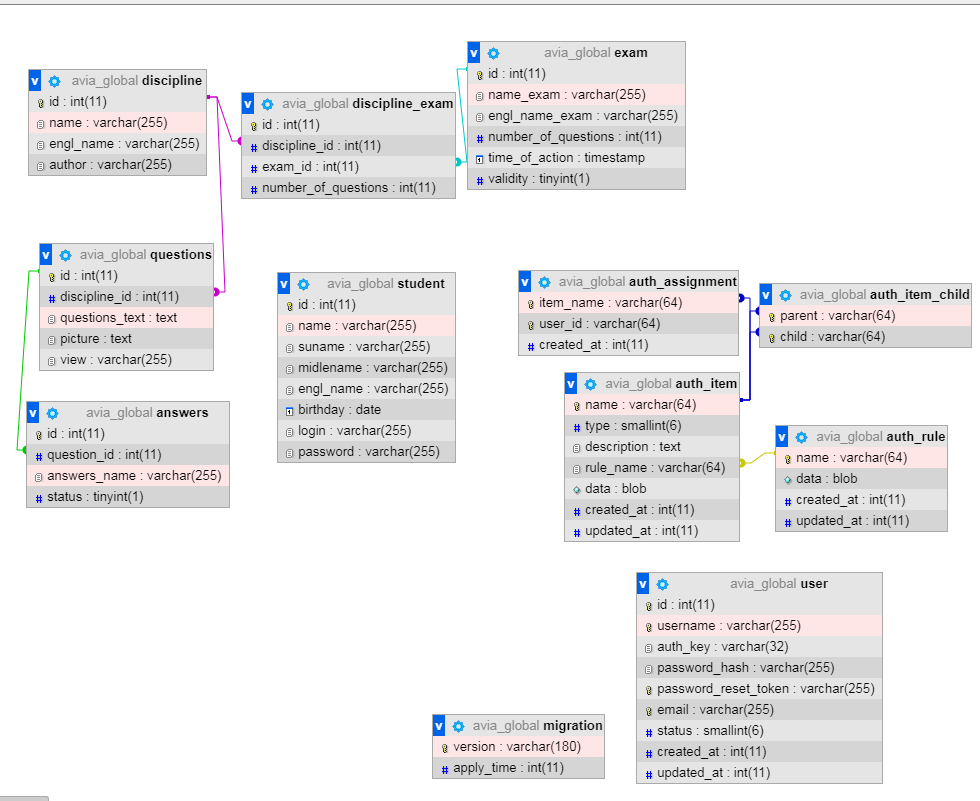 avia_global discipline
id : int(11)
name : varchar(255)
engl_name : varchar(255)
author : varchar(255)
avia_global discipline_exam
id : int(11)
discipline_id : int(11)
exam_id : int(11)
number_of_questions : int(11)
avia_global exam
id : int(11)
name_exam : varchar(255)
engl_name_exam : varchar(255)
number_of_questions : int(11)
time_of_action : timestamp
validity : tinyint(1)
avia_global questions
id : int(11)
discipline_id : int(11)
questions_text : text
picture : text
view : varchar(255)
avia_global student
id : int(11)
name : varchar(255)
suname : varchar(255)
midlename : varchar(255)
engl_name : varchar(255)
birthday : date
login : varchar(255)
password : varchar(255)
avia_global auth_assignment
item_name : varchar(64)
user_id : varchar(64)
created_at : int(11)
avia_global auth_item_child
parent : varchar(64)
child : varchar(64)
avia_global answers
id : int(11)
question_id : int(11)
answers_name : varchar(255)
status : tinyint(1)
avia_global auth_item
name : varchar(64)
type : smallint(6)
description : text
rule_name : varchar(64)
data : blob
created_at : int(11)
updated_at : int(11)
avia_global auth_rule
name : varchar(64)
data : blob
created_at : int(11)
updated_at : int(11)
avia_global user
id : int(11)
username : varchar(255)
auth_key : varchar(32)
password_hash : varchar(255)
password_reset_token : varchar(255)
email : varchar(255)
status : smallint(6)
created_at : int(11)
updated_at : int(11)
avia_global migration
version : varchar(180)
apply_time : int(11)